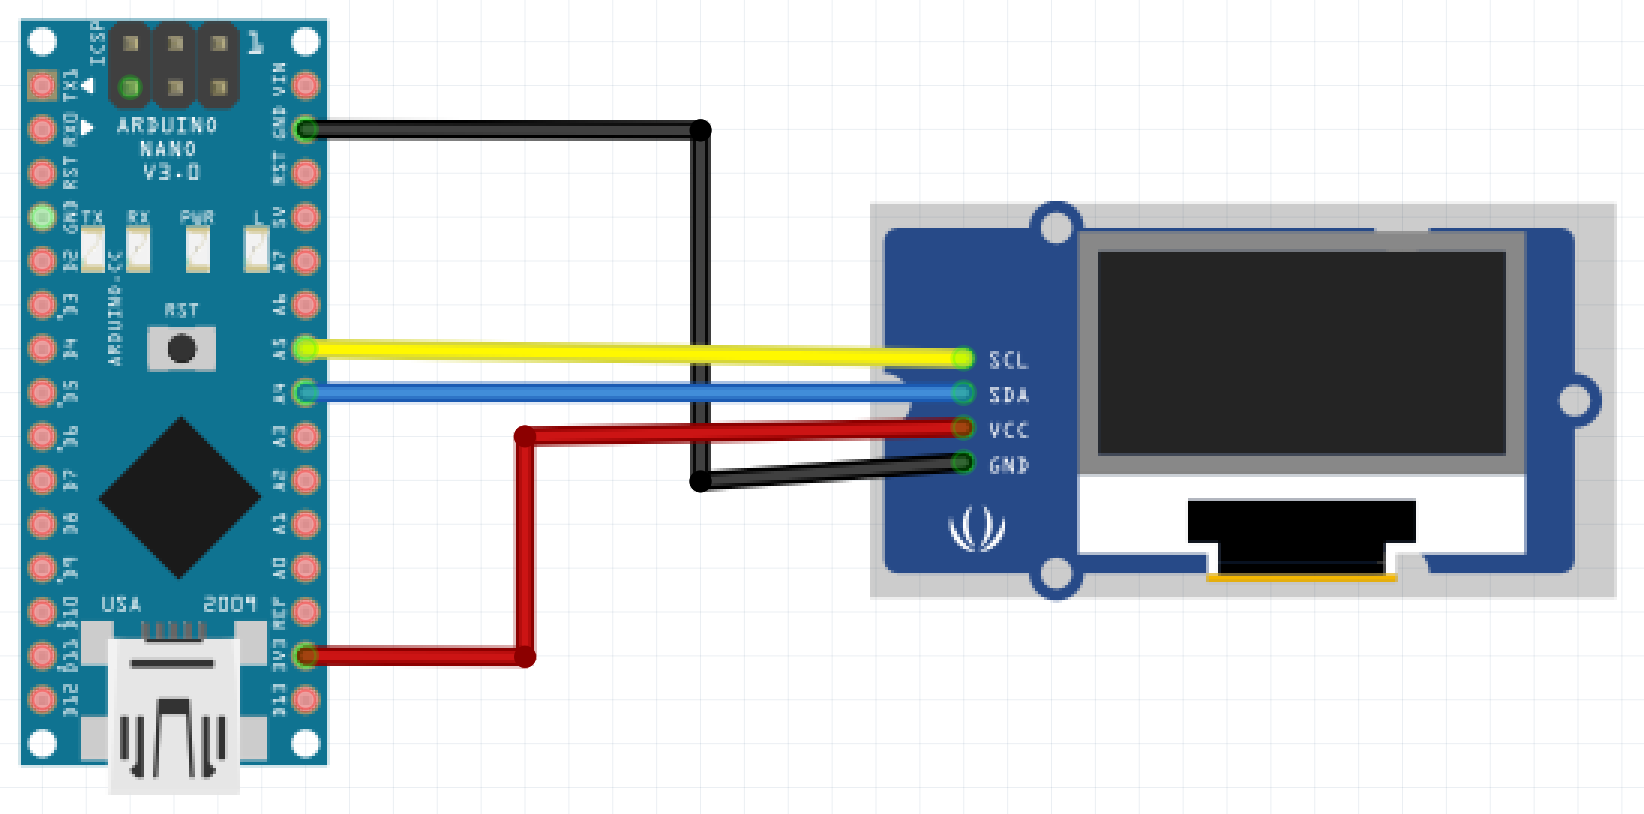 ICSP
1
TX1
RX0
RST
GND
D2
D3
D4
D5
D6
D7
D8
D9
D10
D11
D12
ARDUINO
NANO
V3.0
TX
RX
PWR
L
ARDUINO.CC
RST
USA
2009
VIN
GND
RST
5V
A7
A6
A5
A4
A3
A2
A1
A0
REF
3V3
D13
SCL
SDA
VCC
GND